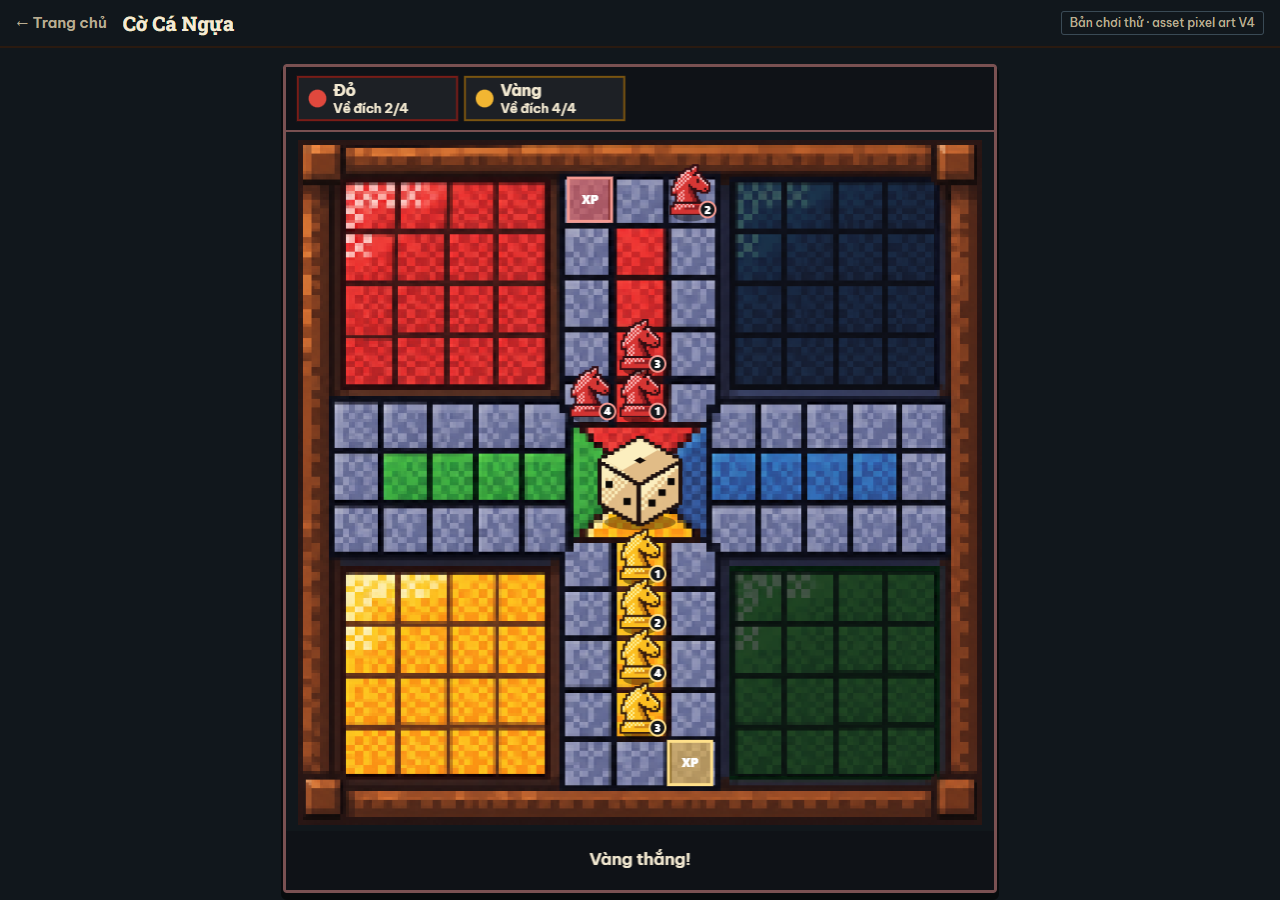 ← Trang chủ Cờ Cá Ngựa
Bản chơi thử · asset pixel art V4
Đỏ
Về đích 2/4
Vàng
Về đích 4/4
XP
2
3
4
1
1
2
4
3
XP
Vàng thắng!